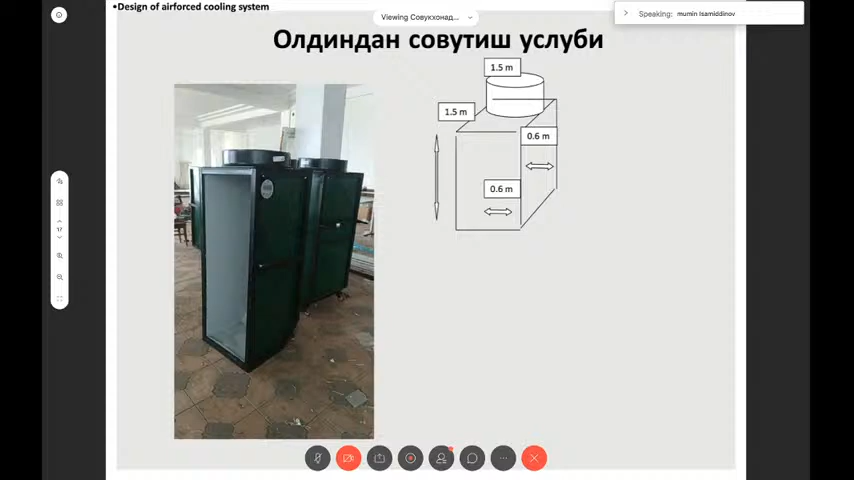 •Design of airforced cooling system
Viewing Совукхонад...
Speaking: mumin Isamiddinov
Олдиндан совутиш услуби
1.5 m
1.5 m
0.6 m
0.6 m
17